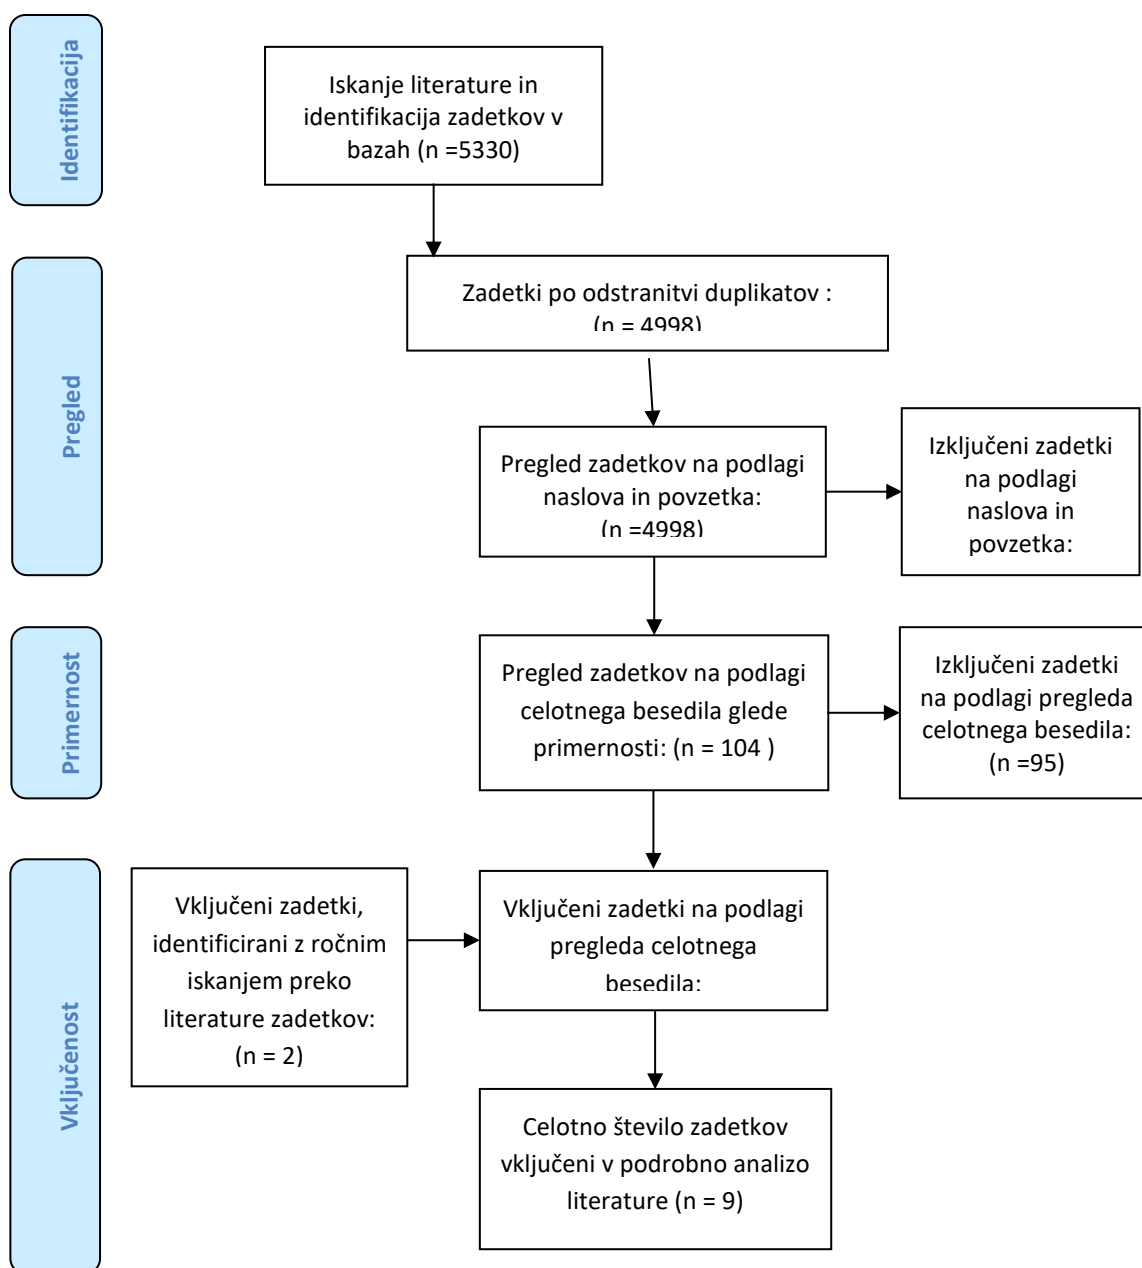 Identifikacija
Iskanje literature in
identifikacija zadetkov v
bazah (n =5330)
Pregled
Zadetki po odstranitvi duplikatov :
(n = 4998)
Pregled zadetkov na podlagi
naslova in povzetka:
(n =4998)
Izključeni zadetki
na podlagi
naslova in
povzetka:
Primernost
Pregled zadetkov na podlagi
celotnega besedila glede
primernosti: (n = 104 )
Izključeni zadetki
na podlagi pregleda
celotnega besedila:
(n =95)
Vključenost
Vključeni zadetki,
identificirani z ročnim
iskanjem preko
literature zadetkov:
(n = 2)
Vključeni zadetki na podlagi
pregleda celotnega
besedila:
Celotno število zadetkov
vključeni v podrobno analizo
literature (n = 9)